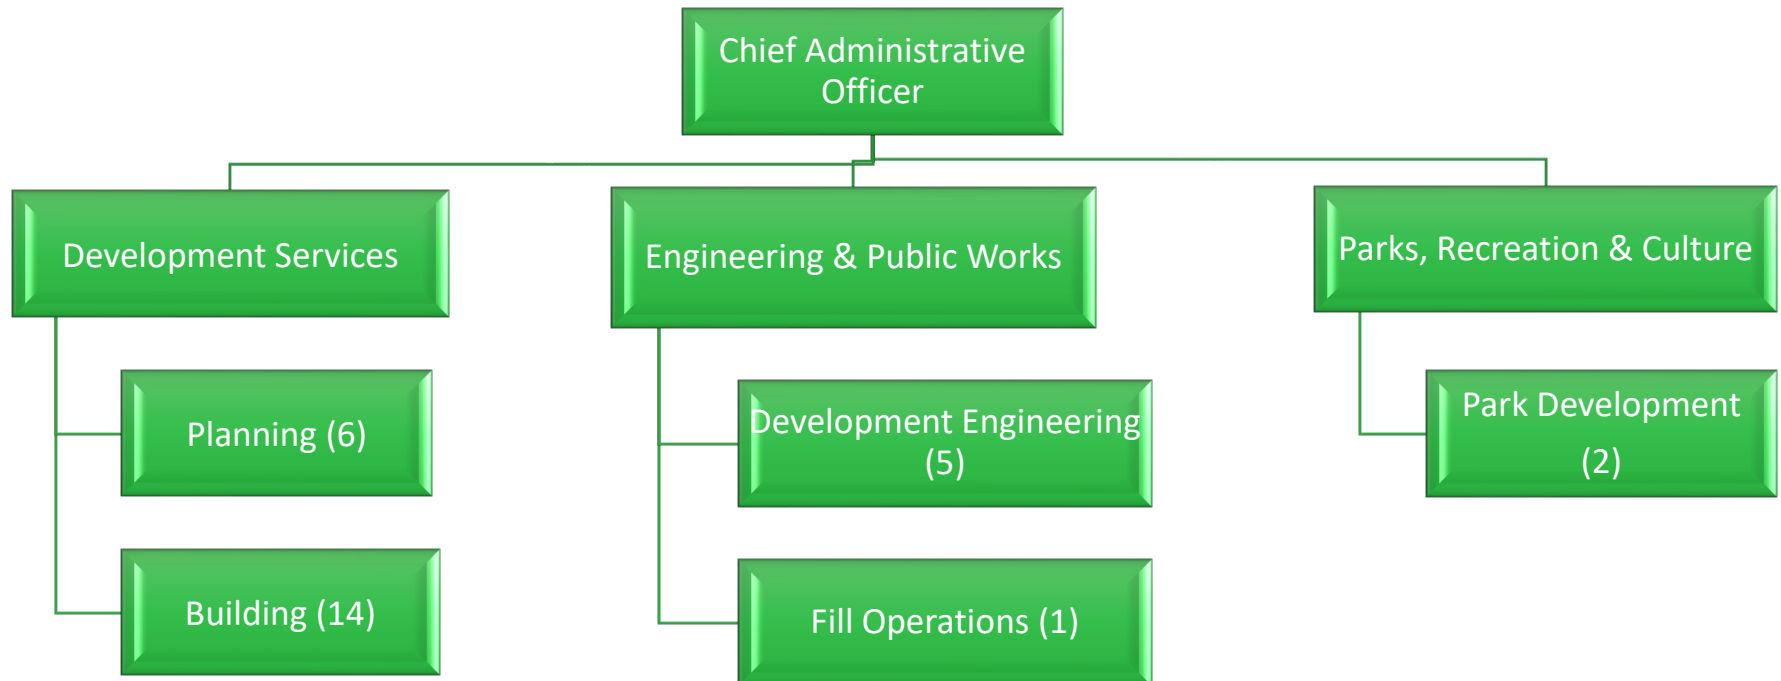 Chief Administrative
Officer
Development Services
Engineering & Public Works
Parks, Recreation & Culture
Planning (6)
Development Engineering
(5)
Park Development
(2)
Building (14)
Fill Operations (1)